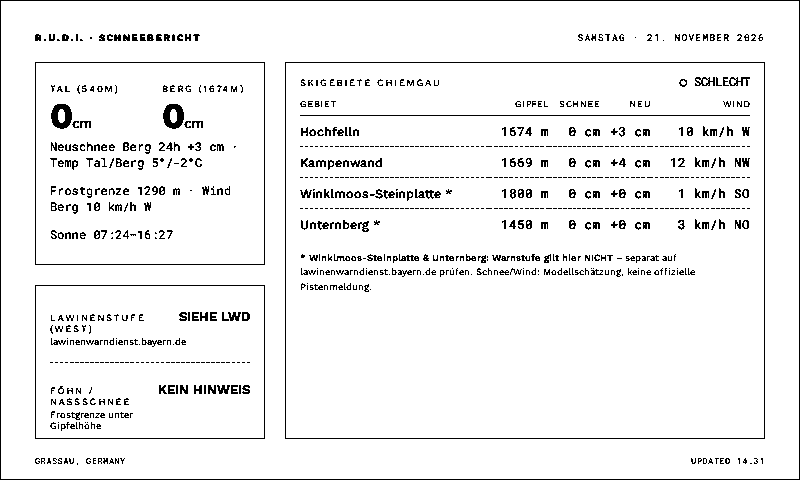 R.U.D.I. · SCHNEEBERICHT
SAMSTAG · 21. NOVEMBER 2026
TAL (540M)
BERG (1674M)
0cm
0cm
Neuschnee Berg 24h +3 cm ·
Temp Tal/Berg 5°/-2°C
Frostgrenze 1290 m · Wind
Berg 10 km/h W
Sonne 07:24–16:27
LAWINENSTUFE (WEST)
SIEHE LWD
lawinenwarndienst.bayern.de
FÖHN / NASSSCHNEE
KEIN HINWEIS
Frostgrenze unter
Gipfelhöhe
SKIGEBIETE CHIEMGAU
SCHLECHT
GEBIET GIPFEL SCHNEE NEU WIND
Hochfelln 1674 m 0 cm +3 cm 10 km/h W
Kampenwand 1669 m 0 cm +4 cm 12 km/h NW
Winklmoos-Steinplatte * 1800 m 0 cm +0 cm 1 km/h SO
Unternberg * 1450 m 0 cm +0 cm 3 km/h NO
* Winklmoos-Steinplatte & Unternberg: Warnstufe gilt hier NICHT – separat auf
lawinenwarndienst.bayern.de prüfen. Schnee/Wind: Modellschätzung, keine offizielle
Pistenmeldung.
GRASSAU, GERMANY
UPDATED 14.31